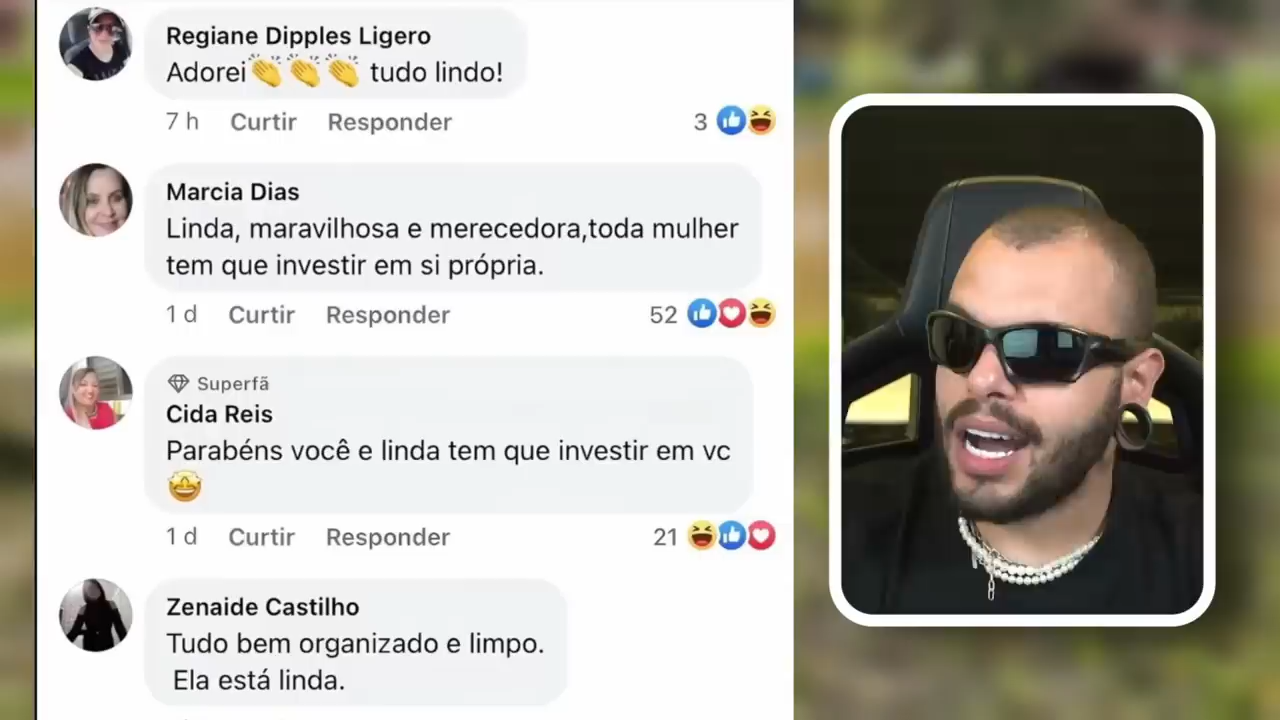 Regiane Dipples Ligero
Adorei👏👏👏 tudo lindo!
7 h Curtir Responder 3
Marcia Dias
Linda, maravilhosa e merecedora,toda mulher
tem que investir em si própria.
1 d Curtir Responder 52
Superfã
Cida Reis
Parabéns você e linda tem que investir em vc
🤩
1 d Curtir Responder 21
Zenaide Castilho
Tudo bem organizado e limpo.
Ela está linda.